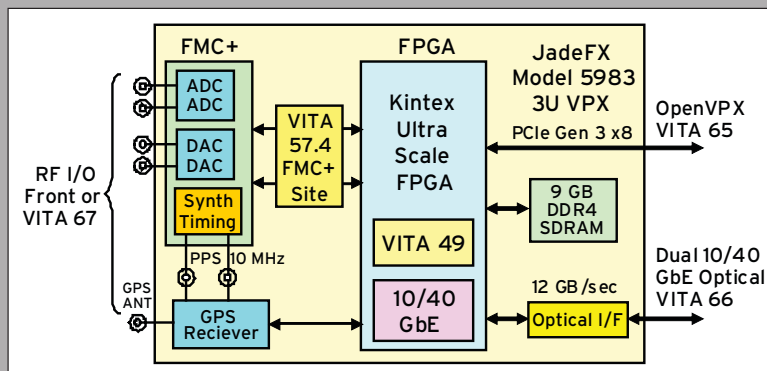 FMC+
FPGA
JadeFX
Model 5983
3U VPX
ADC
ADC
DAC
DAC
Synth
Timing
VITA
57.4
FMC+
Site
Kintex
Ultra
Scale
FPGA
PCIe Gen 3 x8
OpenVPX
VITA 65
RF I/O
Front or
VITA 67
9 GB
DDR4
SDRAM
VITA 49
PPS
10 MHz
GPS
ANT
GPS
Reciever
10/40
GbE
12 GB/sec
Optical I/F
Dual 10/40
GbE Optical
VITA 66